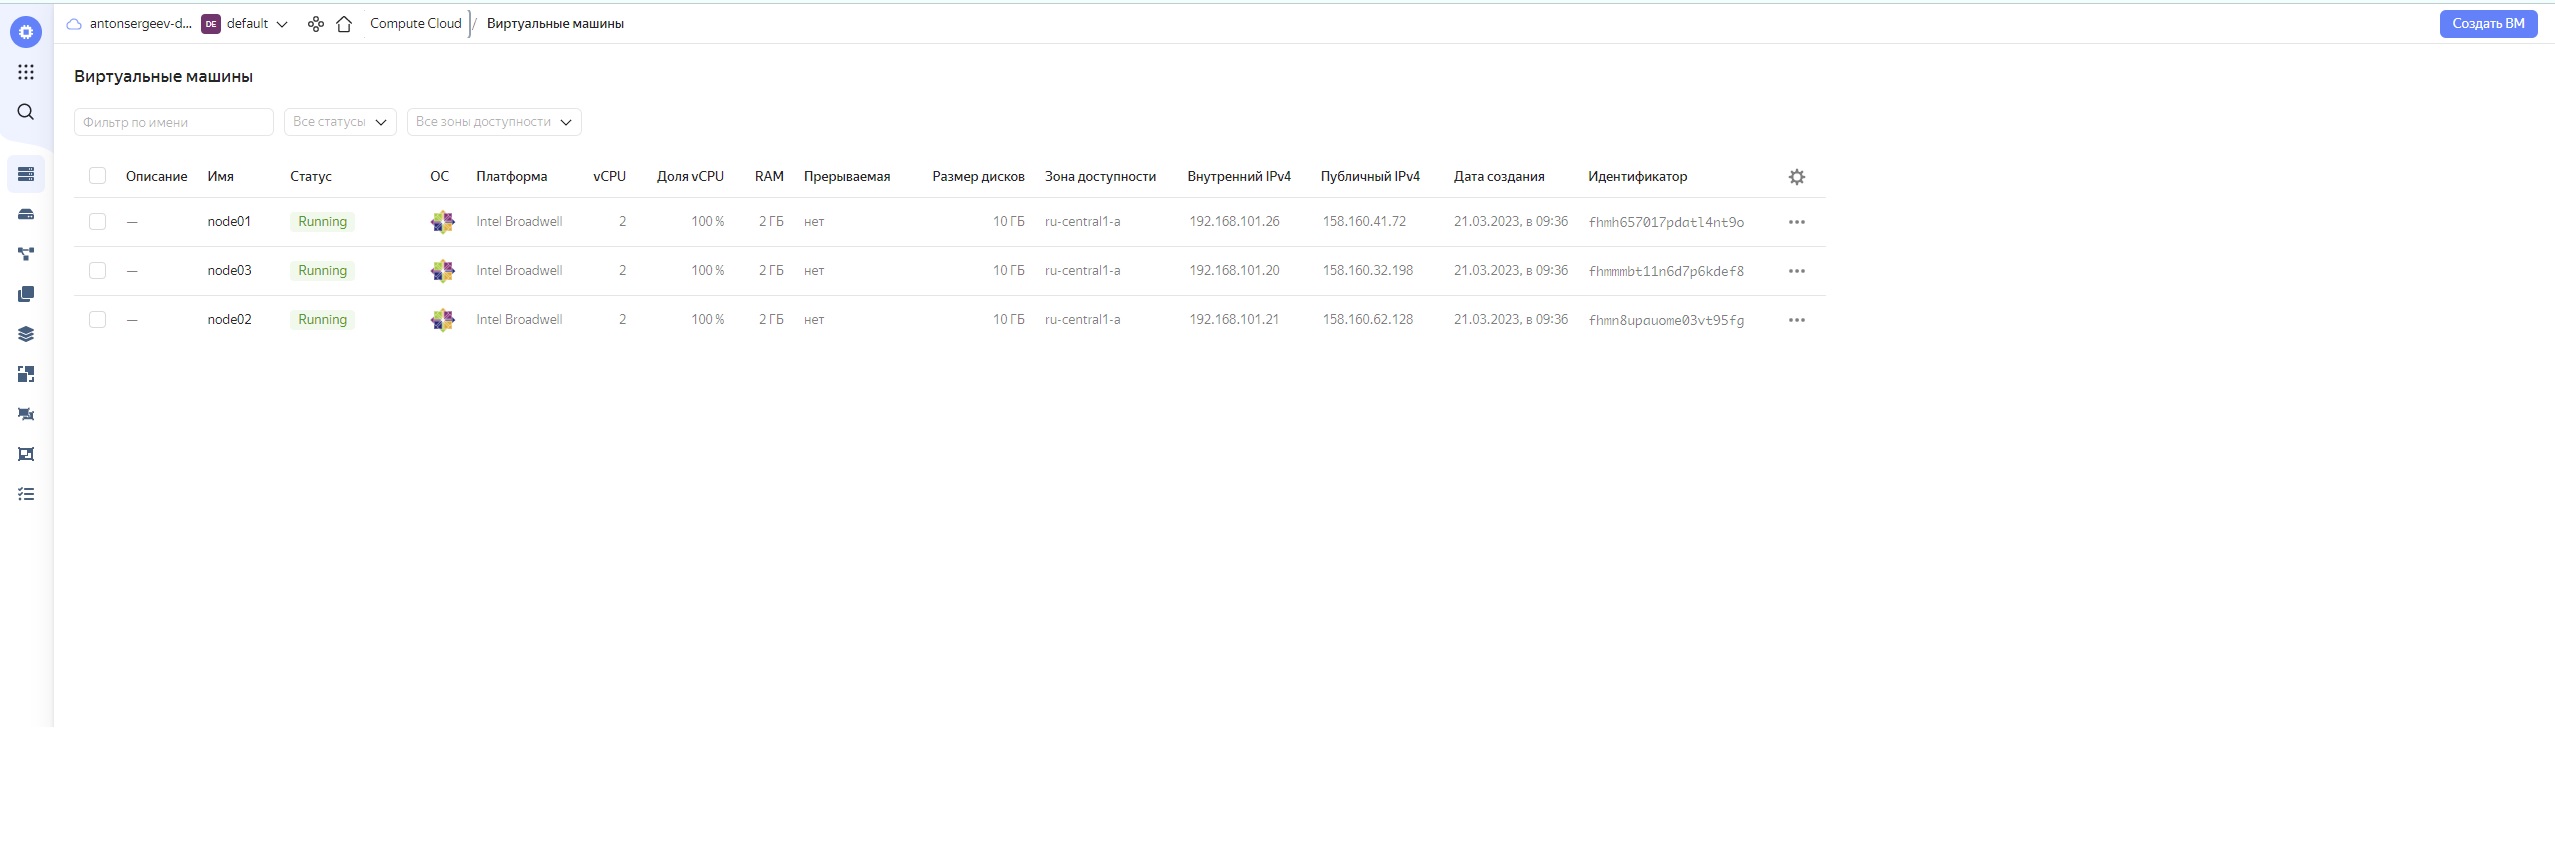 antonsergeev-d... DE default Compute Cloud / Виртуальные машины Создать ВМ
Виртуальные машины
Фильтр по имени Все статусы Все зоны доступности
Описание Имя Статус ОС Платформа vCPU Доля vCPU RAM Прерываемая Размер дисков Зона доступности Внутренний IPv4 Публичный IPv4 Дата создания Идентификатор
— node01 Running Intel Broadwell 2 100 % 2 ГБ нет 10 ГБ ru-central1-a 192.168.101.26 158.160.41.72 21.03.2023, в 09:36 fhmh657017pdatl4nt9o
— node03 Running Intel Broadwell 2 100 % 2 ГБ нет 10 ГБ ru-central1-a 192.168.101.20 158.160.32.198 21.03.2023, в 09:36 fhmmmbt11n6d7p6kdef8
— node02 Running Intel Broadwell 2 100 % 2 ГБ нет 10 ГБ ru-central1-a 192.168.101.21 158.160.62.128 21.03.2023, в 09:36 fhmn8upauome03vt95fg